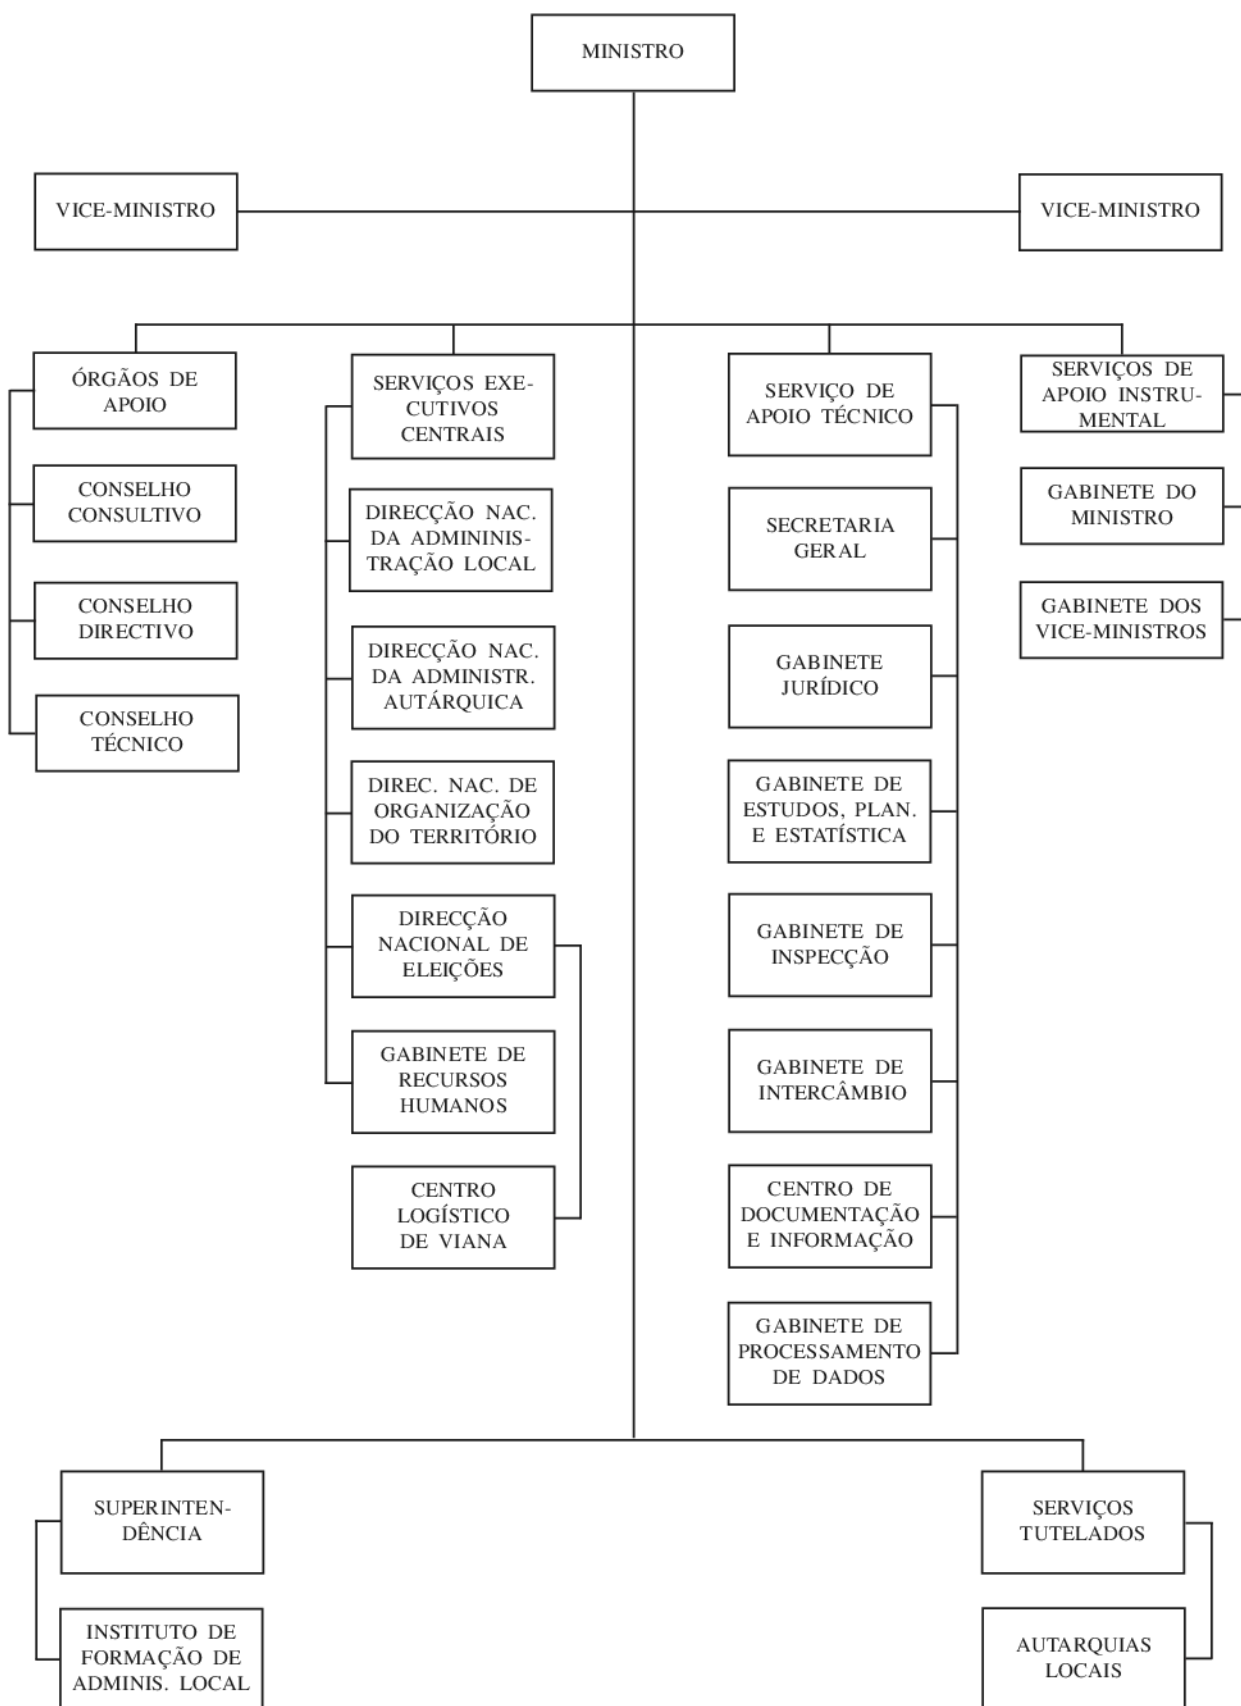 MINISTRO
VICE-MINISTRO
VICE-MINISTRO
ÓRGÃOS DE
APOIO
CONSELHO
CONSULTIVO
CONSELHO
DIRECTIVO
CONSELHO
TÉCNICO
SERVIÇOS EXE-
CUTIVOS
CENTRAIS
DIRECÇÃO NAC.
DA ADMININIS-
TRAÇÃO LOCAL
DIRECÇÃO NAC.
DA ADMINISTR.
AUTÁRQUICA
DIREC. NAC. DE
ORGANIZAÇÃO
DO TERRITÓRIO
DIRECÇÃO
NACIONAL DE
ELEIÇÕES
GABINETE DE
RECURSOS
HUMANOS
CENTRO
LOGÍSTICO
DE VIANA
SERVIÇO DE
APOIO TÉCNICO
SECRETARIA
GERAL
GABINETE
JURÍDICO
GABINETE DE
ESTUDOS, PLAN.
E ESTATÍSTICA
GABINETE DE
INSPECÇÃO
GABINETE DE
INTERCÂMBIO
CENTRO DE
DOCUMENTAÇÃO
E INFORMAÇÃO
GABINETE DE
PROCESSAMENTO
DE DADOS
SERVIÇOS DE
APOIO INSTRU-
MENTAL
GABINETE DO
MINISTRO
GABINETE DOS
VICE-MINISTROS
SUPERINTEN-
DÊNCIA
INSTITUTO DE
FORMAÇÃO DE
ADMINIS. LOCAL
SERVIÇOS
TUTELADOS
AUTARQUIAS
LOCAIS